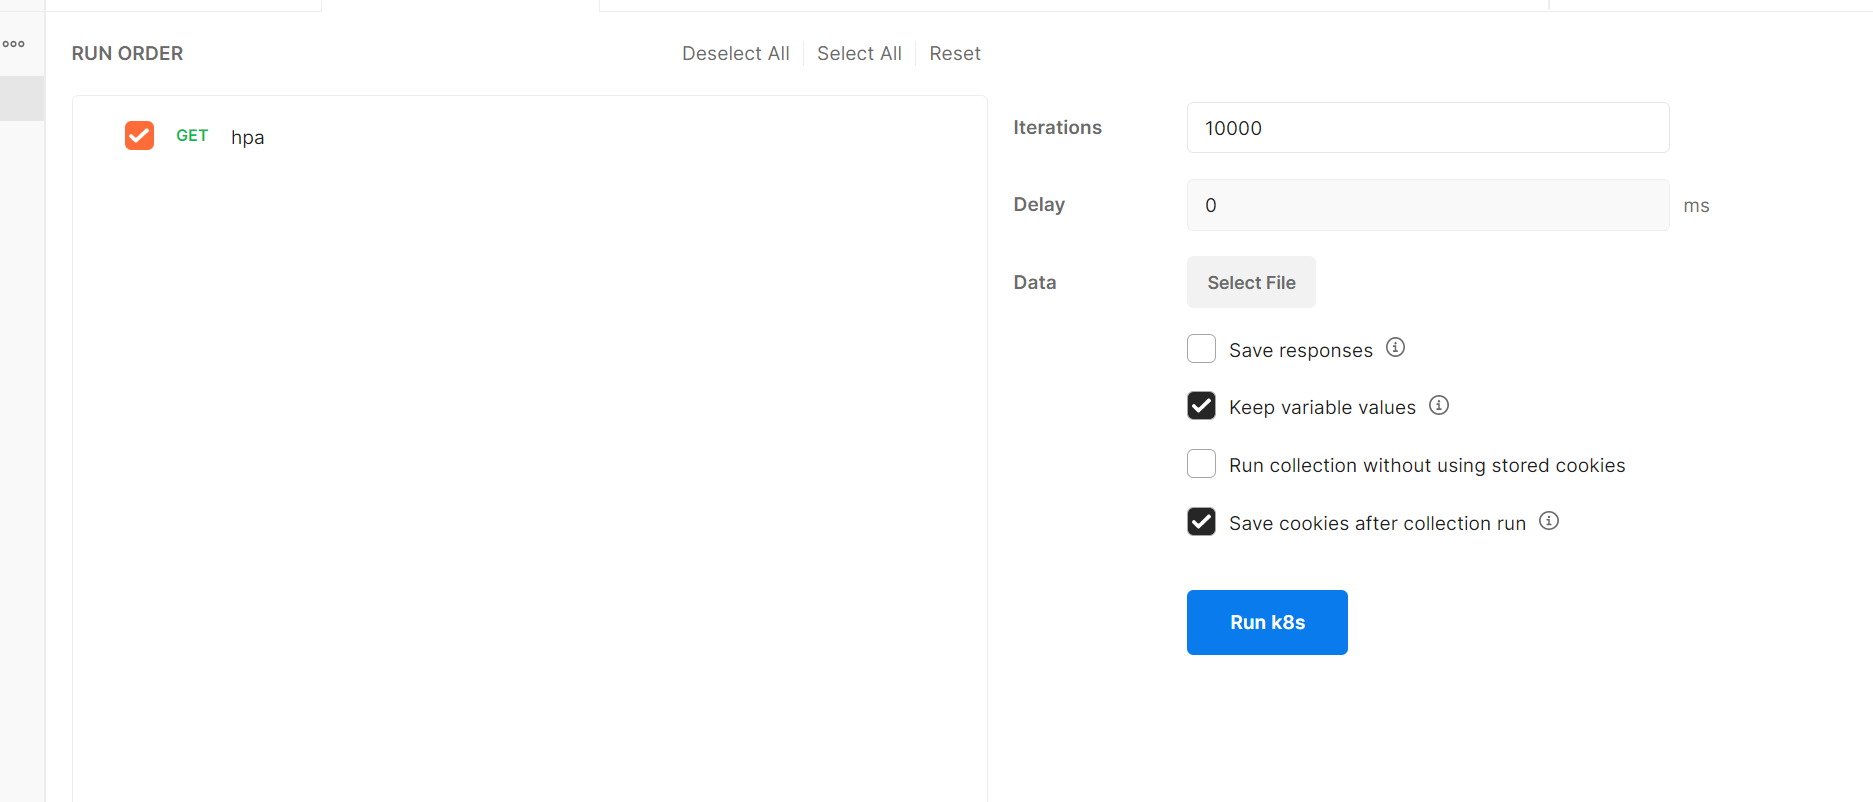 RUN ORDER
Deselect All
Select All
Reset
GET hpa
Iterations
10000
Delay
0
ms
Data
Select File
Save responses
Keep variable values
Run collection without using stored cookies
Save cookies after collection run
Run k8s